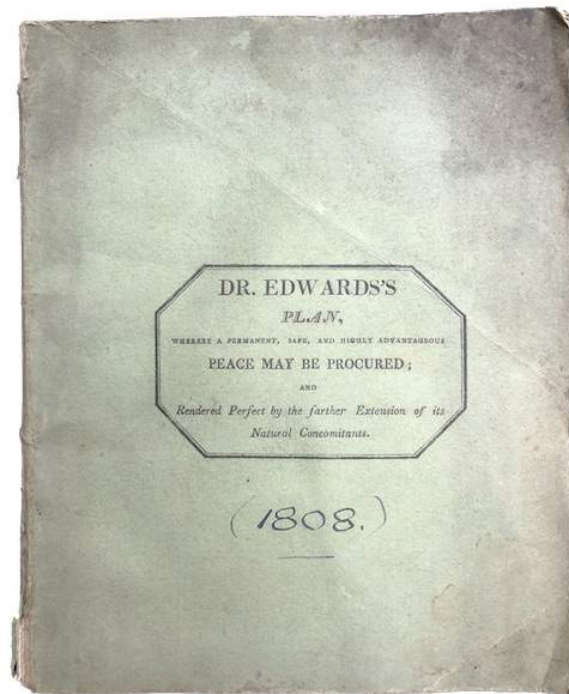 DR. EDWARDS'S
PLAN,
WHEREBY A PERMANENT, SAFE, AND HIGHLY ADVANTAGEOUS
PEACE MAY BE PROCURED;
AND
Rendered Perfect by the farther Extension of its
Natural Concomitants.
(1808.)